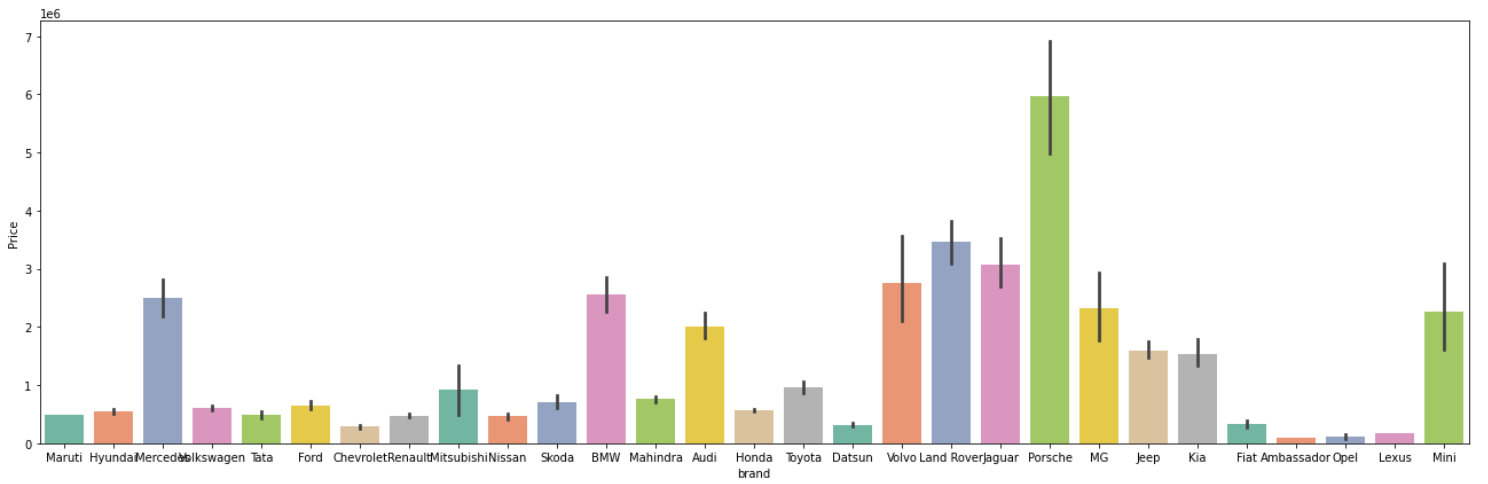 1e6
7
6
5
4
3
2
1
0
Price
Maruti Hyundai Mercedes Volkswagen Tata Ford Chevrolet Renault Mitsubishi Nissan Skoda BMW Mahindra Audi Honda Toyota Datsun Volvo Land Rover Jaguar Porsche MG Jeep Kia Fiat Ambassador Opel Lexus Mini
brand